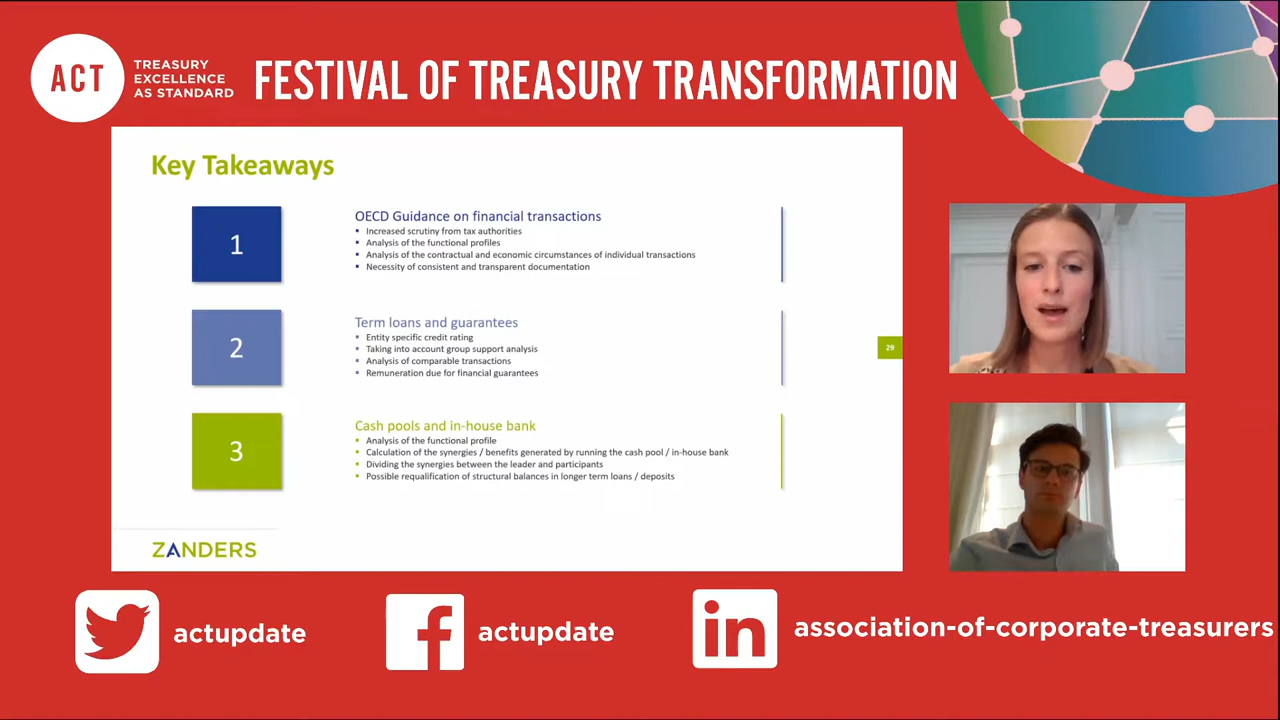 ACT
TREASURY
EXCELLENCE
AS STANDARD
FESTIVAL OF TREASURY TRANSFORMATION
Key Takeaways
1
OECD Guidance on financial transactions
▪ Increased scrutiny from tax authorities
▪ Analysis of the functional profiles
▪ Analysis of the contractual and economic circumstances of individual transactions
▪ Necessity of consistent and transparent documentation
2
Term loans and guarantees
▪ Entity specific credit rating
▪ Taking into account group support analysis
▪ Analysis of comparable transactions
▪ Remuneration due for financial guarantees
29
3
Cash pools and in-house bank
▪ Analysis of the functional profile
▪ Calculation of the synergies / benefits generated by running the cash pool / in-house bank
▪ Dividing the synergies between the leader and participants
▪ Possible requalification of structural balances in longer term loans / deposits
ZANDERS
actupdate
f actupdate
in association-of-corporate-treasurers